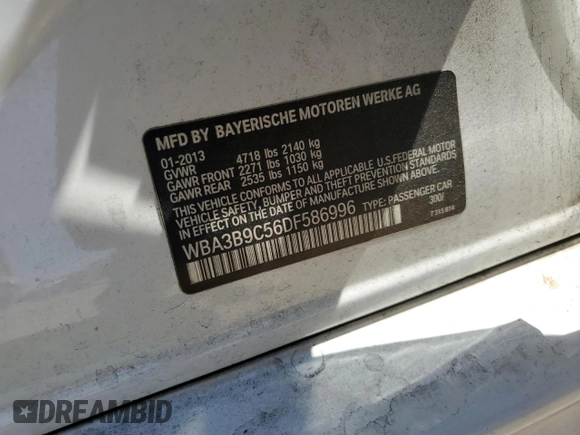 MFD BY BAYERISCHE MOTOREN WERKE AG
01-2013
GVWR 4718 lbs 2140 kg
GAWR FRONT 2271 lbs 1030 kg
GAWR REAR 2535 lbs 1150 kg
THIS VEHICLE CONFORMS TO ALL APPLICABLE U.S.FEDERAL MOTOR
VEHICLE SAFETY, BUMPER AND THEFT PREVENTION STANDARDS IN
EFFECT ON THE DATE OF MANUFACTURE SHOWN ABOVE.
WBA3B9C56DF586996 TYPE: PASSENGER CAR
300/
DREAMBID